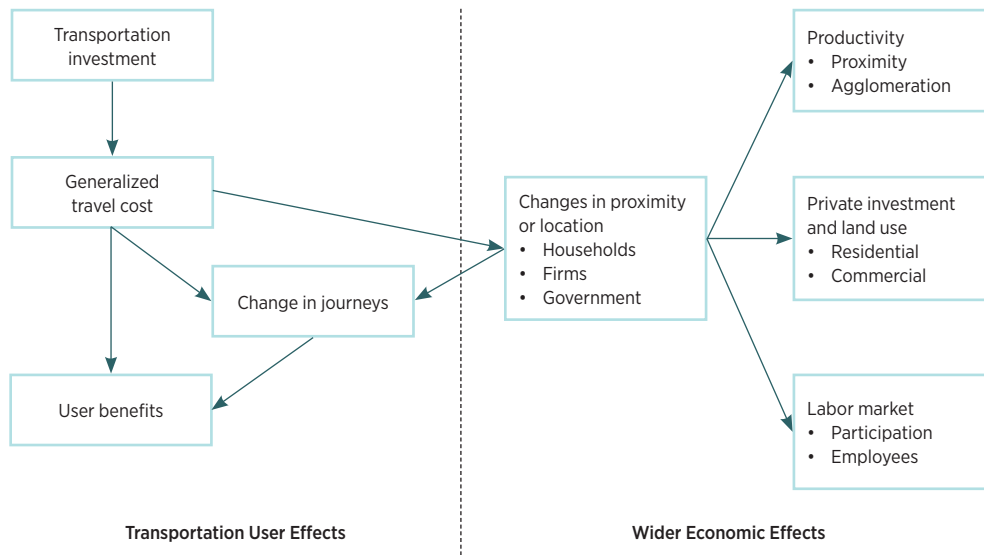 Transportation
investment
Generalized
travel cost
Change in journeys
User benefits
Transportation User Effects
Changes in proximity
or location
• Households
• Firms
• Government
Productivity
• Proximity
• Agglomeration
Private investment
and land use
• Residential
• Commercial
Labor market
• Participation
• Employees
Wider Economic Effects